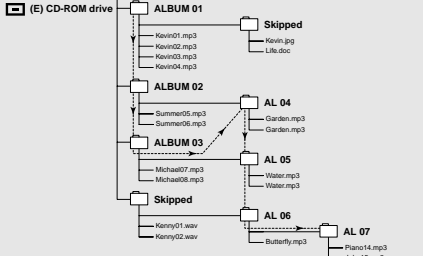 (E) CD-ROM drive
ALBUM 01
Kevin01.mp3
Kevin02.mp3
Kevin03.mp3
Kevin04.mp3
Skipped
Kevin.jpg
Life.doc
ALBUM 02
Summer05.mp3
Summer06.mp3
AL 04
Garden.mp3
Garden.mp3
ALBUM 03
Michael07.mp3
Michael08.mp3
AL 05
Water.mp3
Water.mp3
Skipped
Kenny01.wav
Kenny02.wav
AL 06
Butterfly.mp3
AL 07
Piano14.mp3